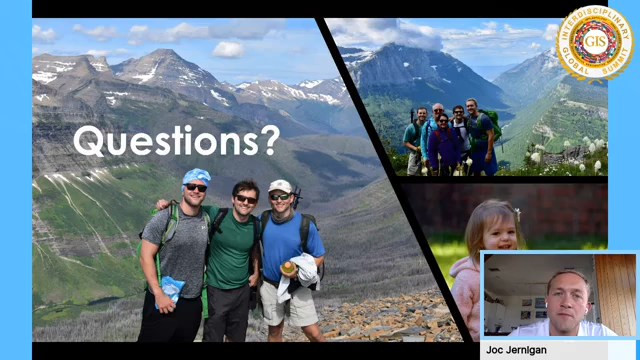 Questions?
INTERDISCIPLINARY
GIS
GLOBAL SUMMIT
Joc Jernigan